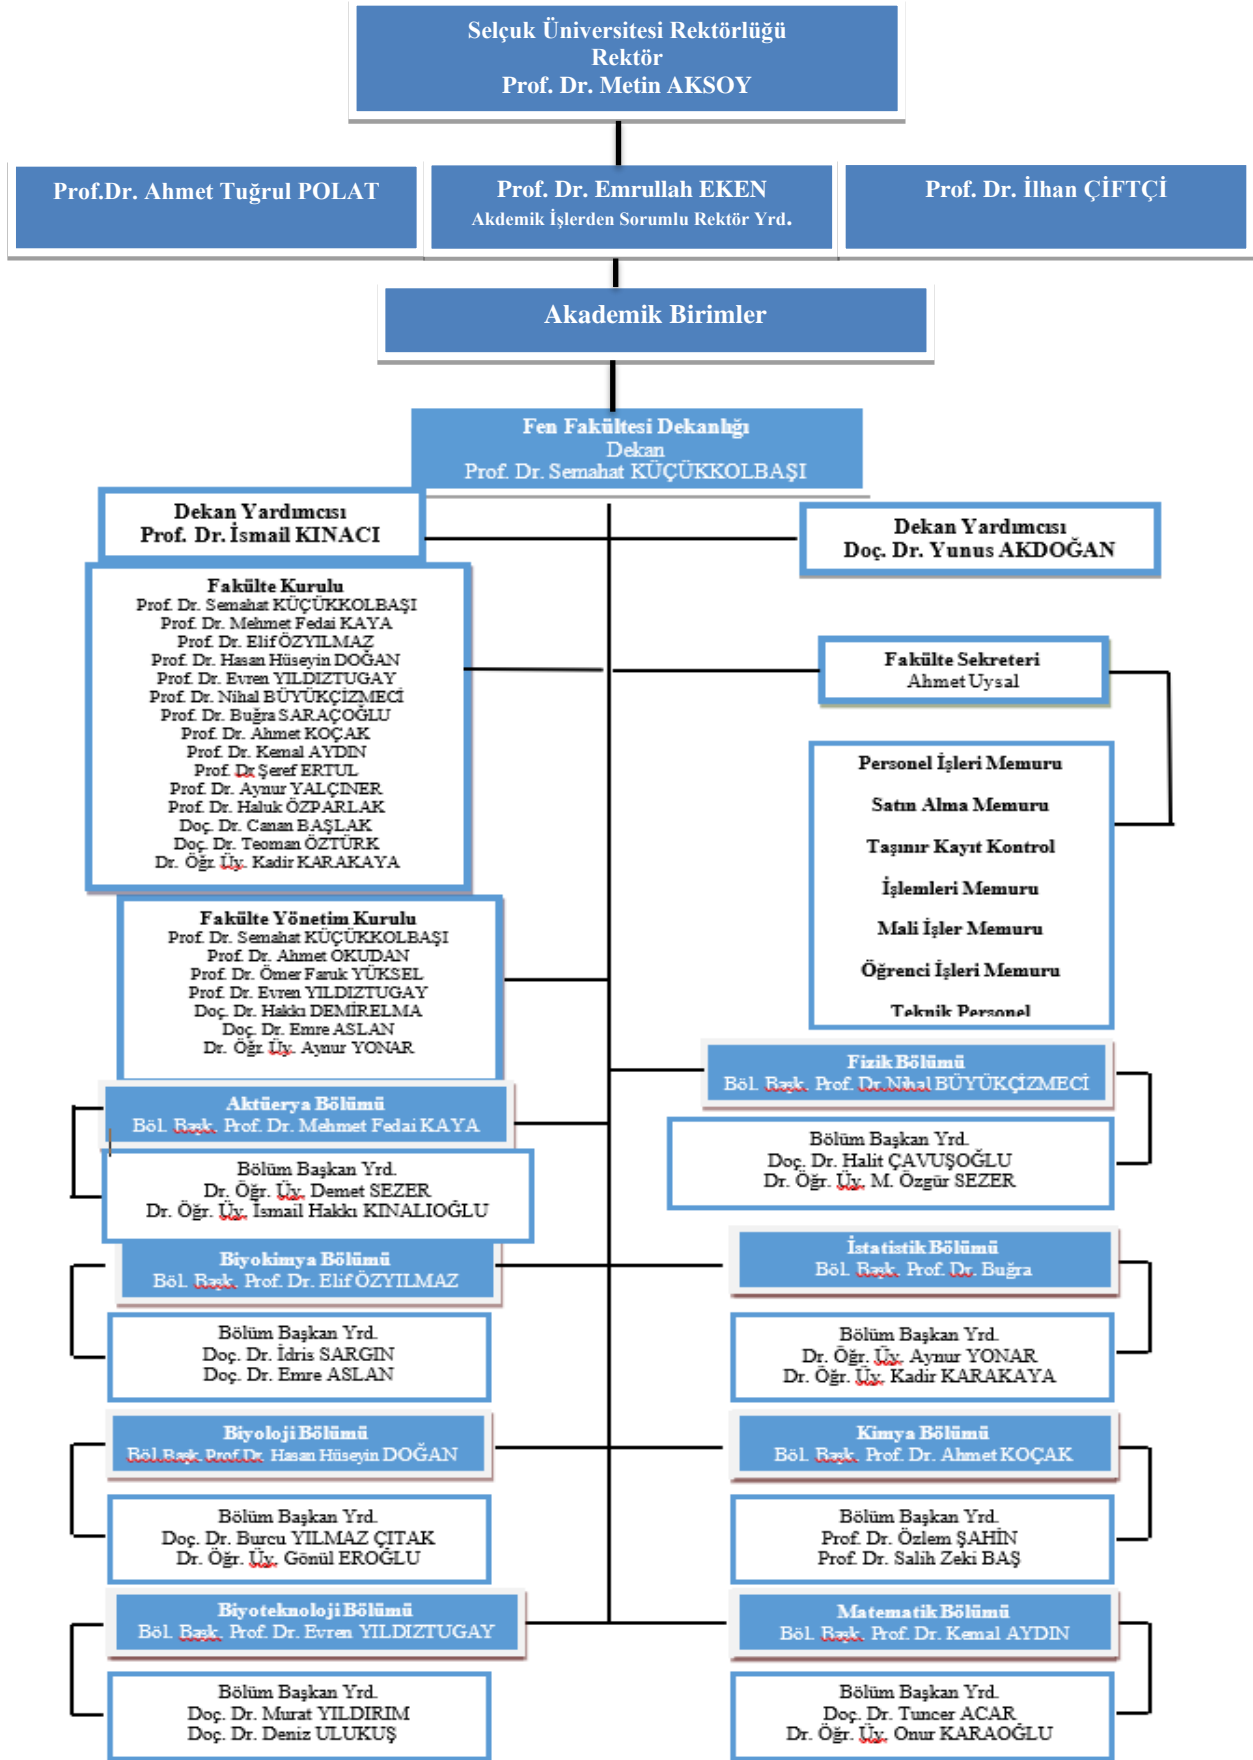 Selçuk Üniversitesi Rektörlüğü
Rektör
Prof. Dr. Metin AKSOY
Prof.Dr. Ahmet Tuğrul POLAT
Prof. Dr. Emrullah EKEN
Akdemik İşlerden Sorumlu Rektör Yrd.
Prof. Dr. İlhan ÇİFTÇİ
Akademik Birimler
Fen Fakültesi Dekanlığı
Dekan
Prof. Dr. Semahat KÜÇÜKKOLBAŞI
Dekan Yardımcısı
Prof. Dr. İsmail KINACI
Dekan Yardımcısı
Doç. Dr. Yunus AKDOĞAN
Fakülte Kurulu
Prof. Dr. Semahat KÜÇÜKKOLBAŞI
Prof. Dr. Mehmet Fedai KAYA
Prof. Dr. Elif ÖZYILMAZ
Prof. Dr. Hasan Hüseyin DOĞAN
Prof. Dr. Evren YILDIZTUGAY
Prof. Dr. Nihal BÜYÜKÇİZMECİ
Prof. Dr. Buğra SARAÇOĞLU
Prof. Dr. Ahmet KOÇAK
Prof. Dr. Kemal AYDIN
Prof. Dr Şeref ERTUL
Prof. Dr. Aynur YALÇINER
Prof. Dr. Haluk ÖZPARLAK
Doç. Dr. Canan BAŞLAK
Doç. Dr. Teoman ÖZTÜRK
Dr. Öğr. Üy. Kadir KARAKAYA
Fakülte Sekreteri
Ahmet Uysal
Personel İşleri Memuru
Satın Alma Memuru
Taşınır Kayıt Kontrol
İşlemleri Memuru
Mali İşler Memuru
Öğrenci İşleri Memuru
Teknik Personel
Fakülte Yönetim Kurulu
Prof. Dr. Semahat KÜÇÜKKOLBAŞI
Prof. Dr. Ahmet OKUDAN
Prof. Dr. Ömer Faruk YÜKSEL
Prof. Dr. Evren YILDIZTUGAY
Doç. Dr. Hakkı DEMİRELMA
Doç. Dr. Emre ASLAN
Dr. Öğr. Üy. Aynur YONAR
Fizik Bölümü
Böl. Başk. Prof. Dr.Nihal BÜYÜKÇİZMECİ
Aktüerya Bölümü
Böl. Başk. Prof. Dr. Mehmet Fedai KAYA
Bölüm Başkan Yrd.
Doç. Dr. Halit ÇAVUŞOĞLU
Dr. Öğr. Üy. M. Özgür SEZER
Bölüm Başkan Yrd.
Dr. Öğr. Üy. Demet SEZER
Dr. Öğr. Üy. İsmail Hakkı KINALIOĞLU
Biyokimya Bölümü
Böl. Başk. Prof. Dr. Elif ÖZYILMAZ
İstatistik Bölümü
Böl. Başk. Prof. Dr. Buğra
Bölüm Başkan Yrd.
Doç. Dr. İdris SARGIN
Doç. Dr. Emre ASLAN
Bölüm Başkan Yrd.
Dr. Öğr. Üy. Aynur YONAR
Dr. Öğr. Üy. Kadir KARAKAYA
Biyoloji Bölümü
Böl.Başk. Prof.Dr. Hasan Hüseyin DOĞAN
Kimya Bölümü
Böl. Başk. Prof. Dr. Ahmet KOÇAK
Bölüm Başkan Yrd.
Doç. Dr. Burcu YILMAZ ÇITAK
Dr. Öğr. Üy. Gönül EROĞLU
Bölüm Başkan Yrd.
Prof. Dr. Özlem ŞAHİN
Prof. Dr. Salih Zeki BAŞ
Biyoteknoloji Bölümü
Böl. Başk. Prof. Dr. Evren YILDIZTUGAY
Matematik Bölümü
Böl. Başk. Prof. Dr. Kemal AYDIN
Bölüm Başkan Yrd.
Doç. Dr. Murat YILDIRIM
Doç. Dr. Deniz ULUKUŞ
Bölüm Başkan Yrd.
Doç. Dr. Tuncer ACAR
Dr. Öğr. Üy. Onur KARAOĞLU